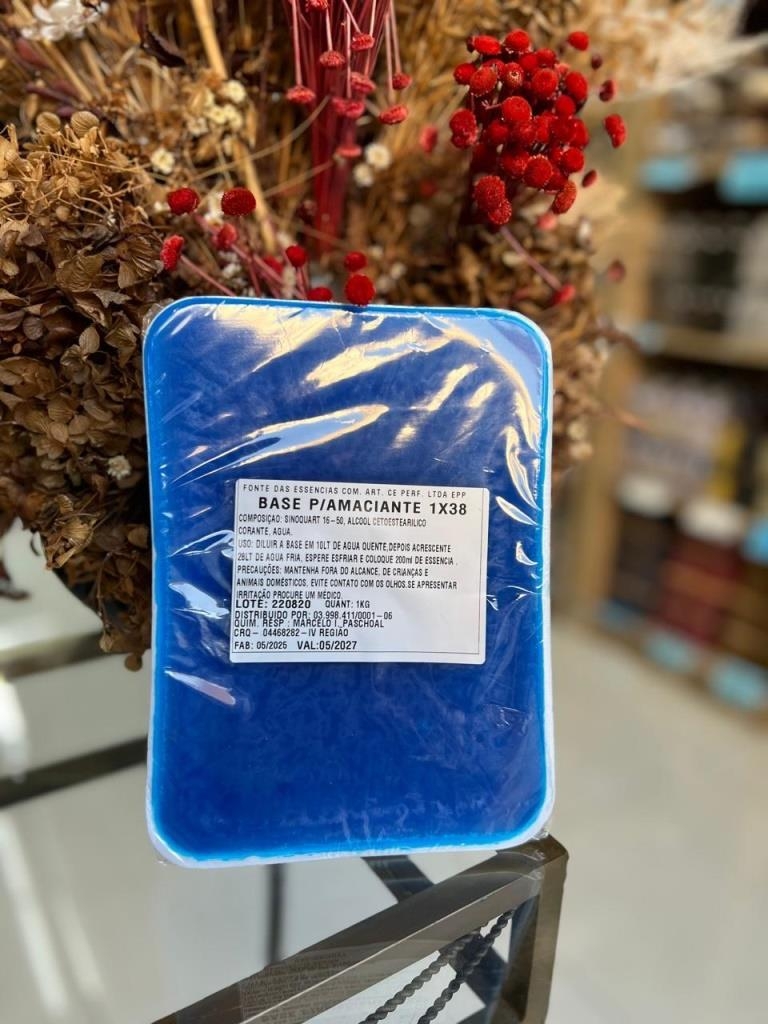 FONTE DAS ESSENCIAS COM. ART. CE PERF. LTDA EPP
BASE P/AMACIANTE 1X38
COMPOSIÇÃO: SINOQUART 16-50, ALCOOL CETOESTEARILICO
CORANTE, AGUA.
USO: DILUIR A BASE EM 10LT DE AGUA QUENTE,DEPOIS ACRESCENTE
28LT DE AGUA FRIA, ESPERE ESFRIAR E COLOQUE 200ml DE ESSENCIA .
PRECAUÇÕES: MANTENHA FORA DO ALCANCE, DE CRIANÇAS E
ANIMAIS DOMÉSTICOS, EVITE CONTATO COM OS OLHOS.SE APRESENTAR
IRRITAÇÃO PROCURE UM MÉDICO.
LOTE: 220820 QUANT: 1KG
DISTRIBUIDO POR: 03.998.411/0001-06
QUIM. RESP : MARCELO I._PASCHOAL
CRQ - 04468282-IV REGIAO
FAB: 05/2025 VAL:05/2027